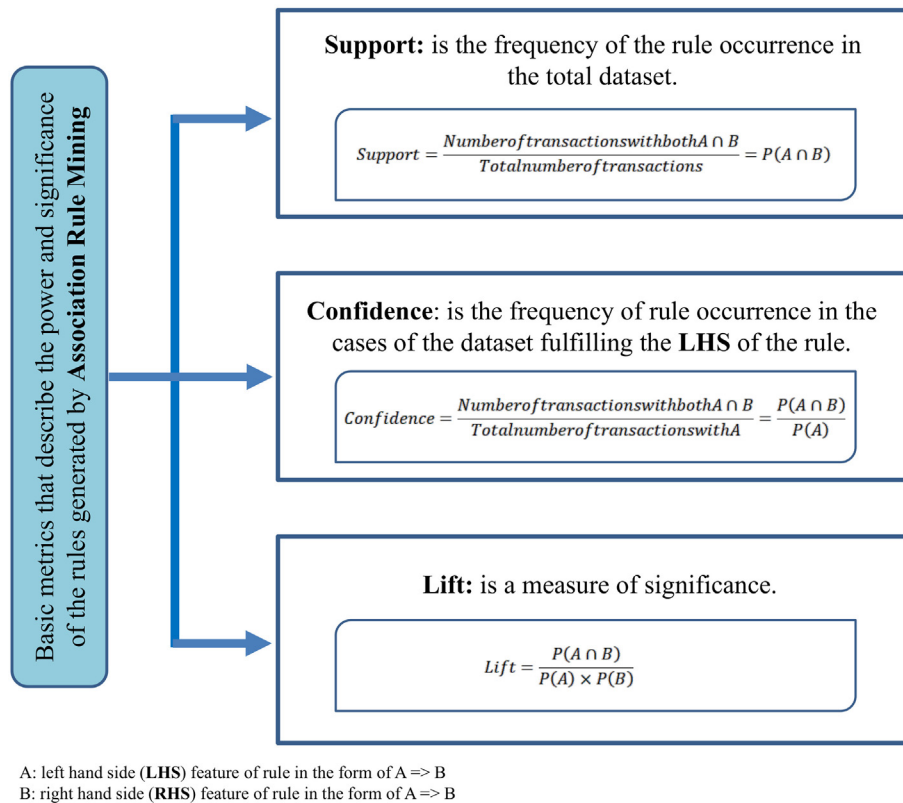 Basic metrics that describe the power and significance
of the rules generated by Association Rule Mining
Support: is the frequency of the rule occurrence in
the total dataset.
Support = NumberoftransactionswithbothA ∩ B / Totalnumberoftransactions = P(A ∩ B)
Confidence: is the frequency of rule occurrence in the
cases of the dataset fulfilling the LHS of the rule.
Confidence = NumberoftransactionswithbothA ∩ B / TotalnumberoftransactionswithA = P(A ∩ B) / P(A)
Lift: is a measure of significance.
Lift = P(A ∩ B) / P(A) × P(B)
A: left hand side (LHS) feature of rule in the form of A => B
B: right hand side (RHS) feature of rule in the form of A => B